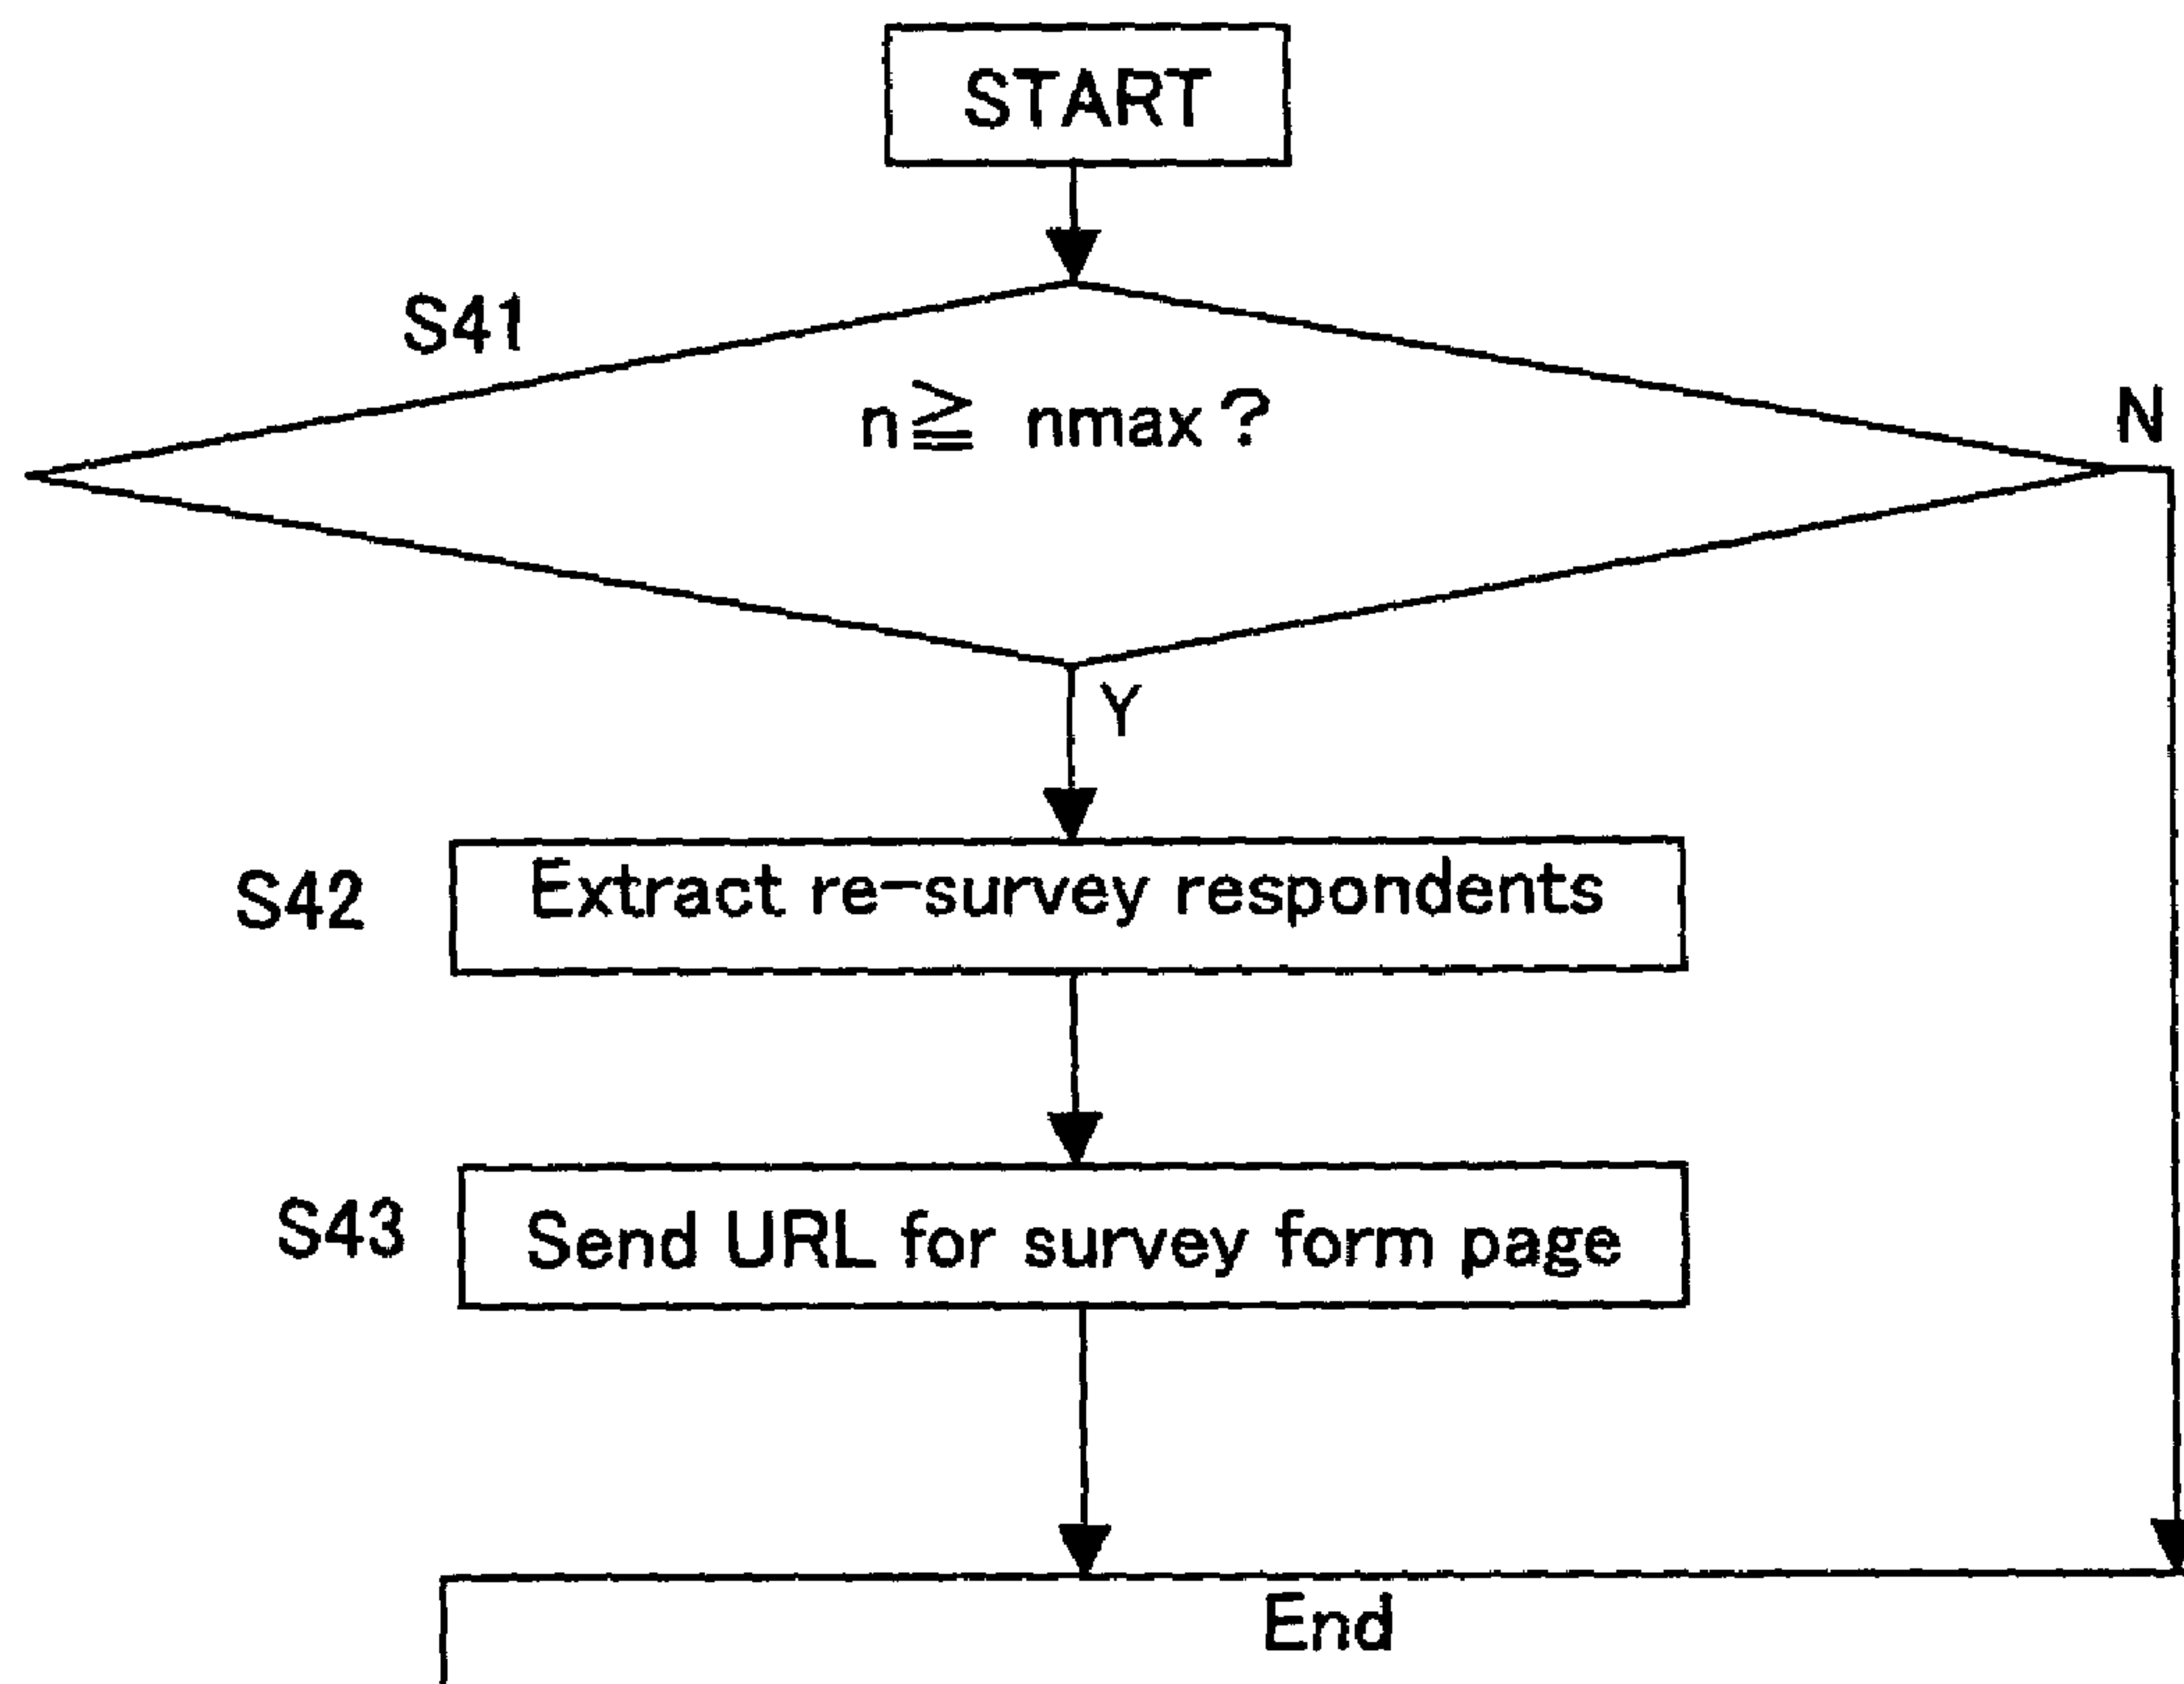 START
S41
n≧ nmax?
N
Y
S42
Extract re-survey respondents
S43
Send URL for survey form page
End